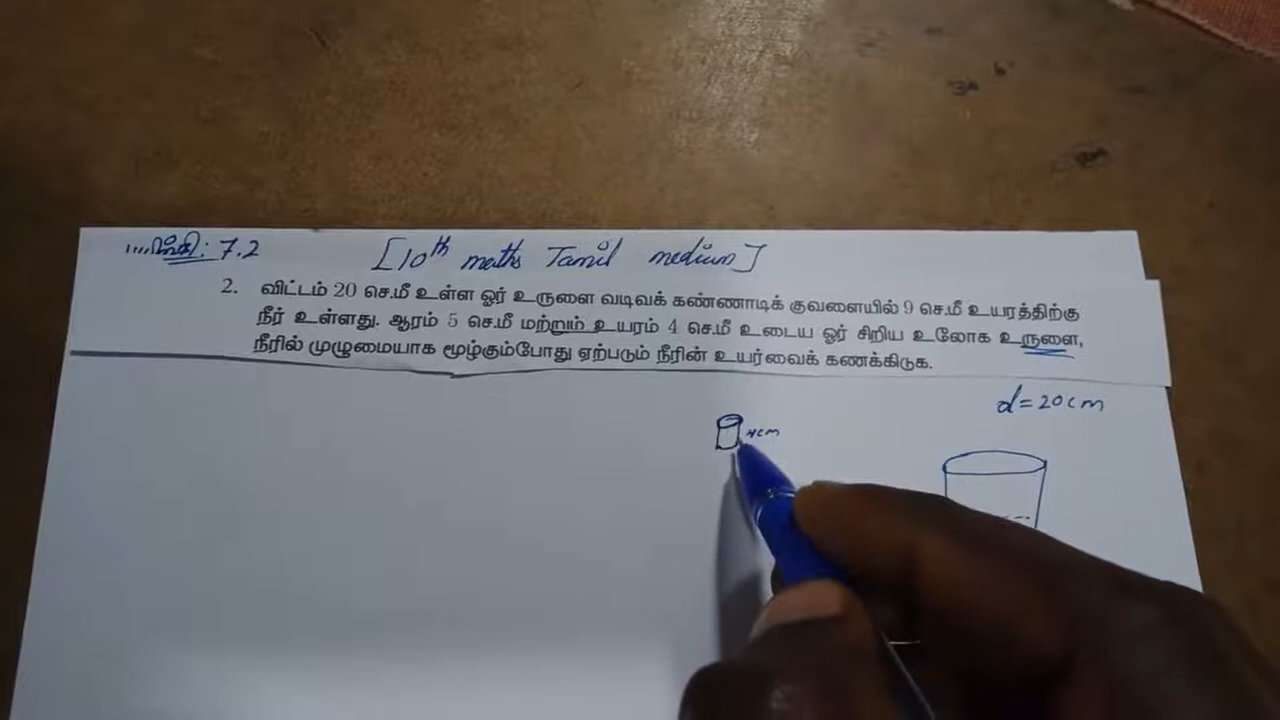 7.2
[10th maths Tamil medium]
2. விட்டம் 20 செ.மீ உள்ள ஓர் உருளை வடிவக் கண்ணாடிக் குவளையில் 9 செ.மீ உயரத்திற்கு
நீர் உள்ளது. ஆரம் 5 செ.மீ மற்றும் உயரம் 4 செ.மீ உடைய ஓர் சிறிய உலோக உருளை,
நீரில் முழுமையாக மூழ்கும்போது ஏற்படும் நீரின் உயர்வைக் கணக்கிடுக.
d=20cm
4cm